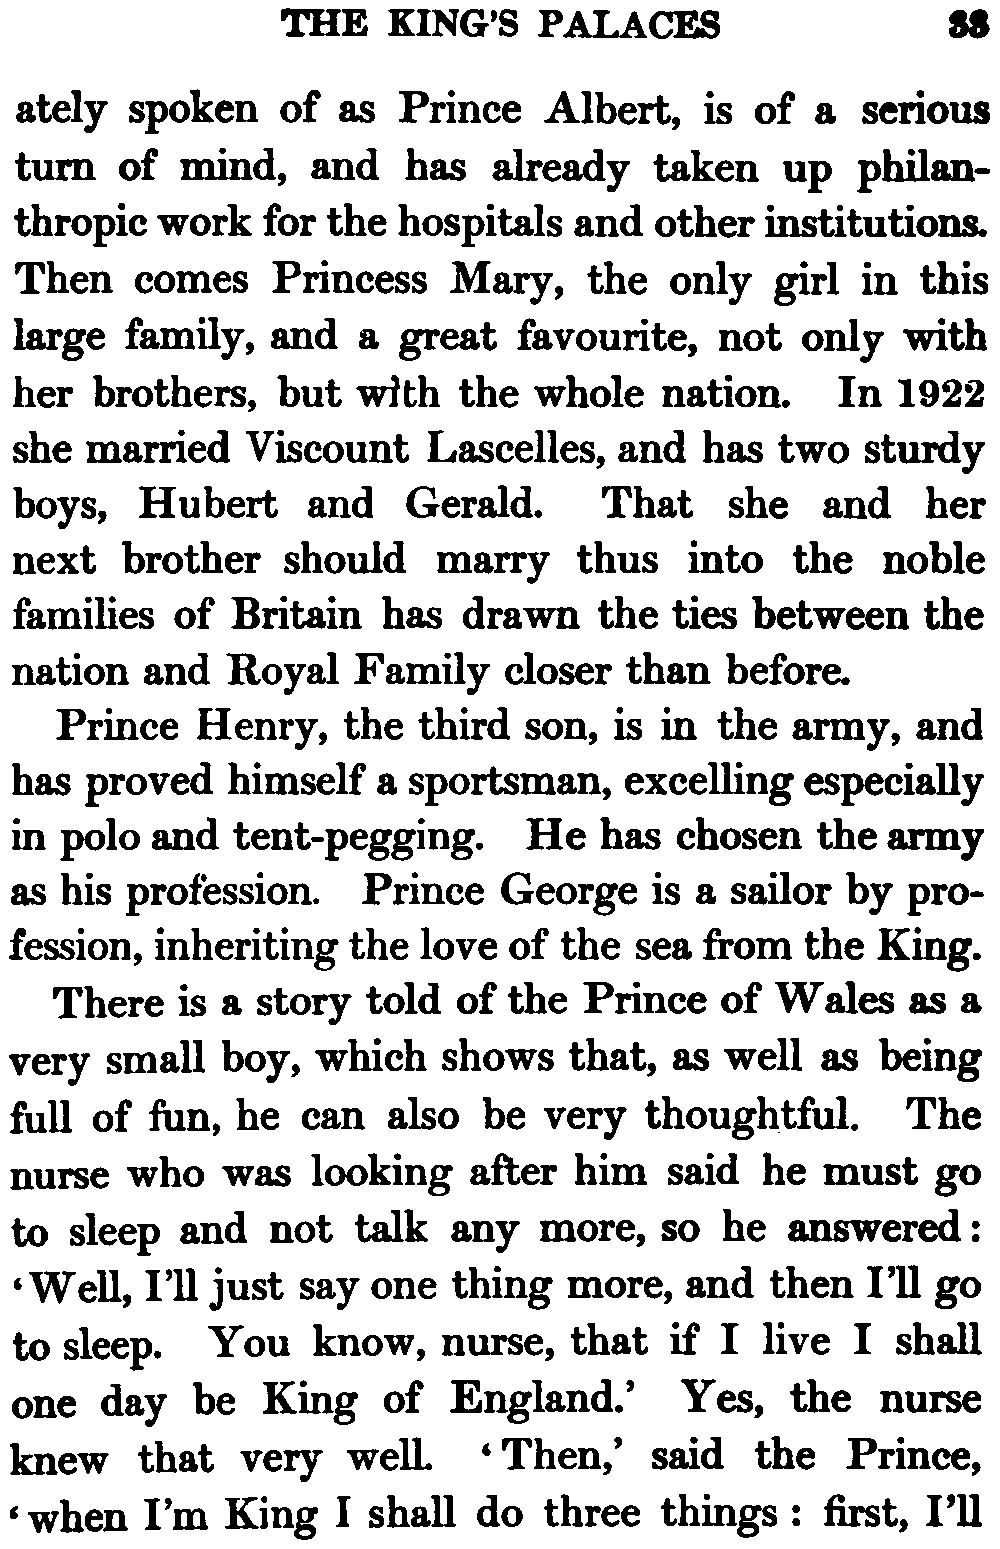 THE KING'S PALACES 33
ately spoken of as Prince Albert, is of a serious
turn of mind, and has already taken up philan-
thropic work for the hospitals and other institutions.
Then comes Princess Mary, the only girl in this
large family, and a great favourite, not only with
her brothers, but with the whole nation. In 1922
she married Viscount Lascelles, and has two sturdy
boys, Hubert and Gerald. That she and her
next brother should marry thus into the noble
families of Britain has drawn the ties between the
nation and Royal Family closer than before.
Prince Henry, the third son, is in the army, and
has proved himself a sportsman, excelling especially
in polo and tent-pegging. He has chosen the army
as his profession. Prince George is a sailor by pro-
fession, inheriting the love of the sea from the King.
There is a story told of the Prince of Wales as a
very small boy, which shows that, as well as being
full of fun, he can also be very thoughtful. The
nurse who was looking after him said he must go
to sleep and not talk any more, so he answered:
'Well, I'll just say one thing more, and then I'll go
to sleep. You know, nurse, that if I live I shall
one day be King of England.' Yes, the nurse
knew that very well. 'Then,' said the Prince,
'when I'm King I shall do three things: first, I'll